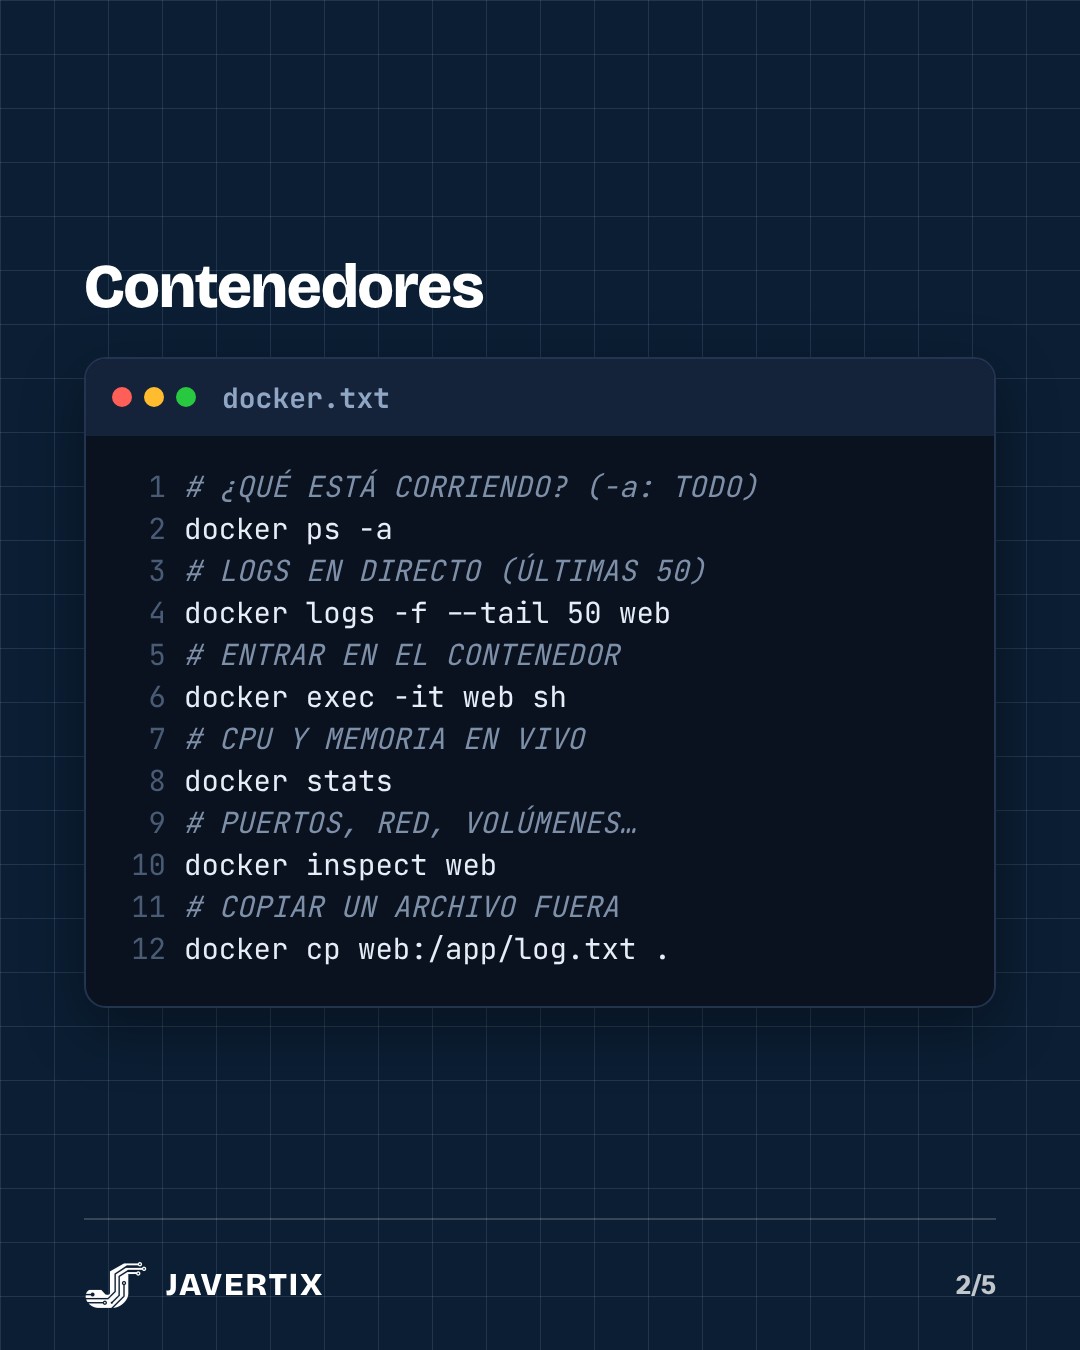 Contenedores
docker.txt
1 # ¿QUÉ ESTÁ CORRIENDO? (-a: TODO)
2 docker ps -a
3 # LOGS EN DIRECTO (ÚLTIMAS 50)
4 docker logs -f --tail 50 web
5 # ENTRAR EN EL CONTENEDOR
6 docker exec -it web sh
7 # CPU Y MEMORIA EN VIVO
8 docker stats
9 # PUERTOS, RED, VOLÚMENES…
10 docker inspect web
11 # COPIAR UN ARCHIVO FUERA
12 docker cp web:/app/log.txt .
JAVERTIX
2/5